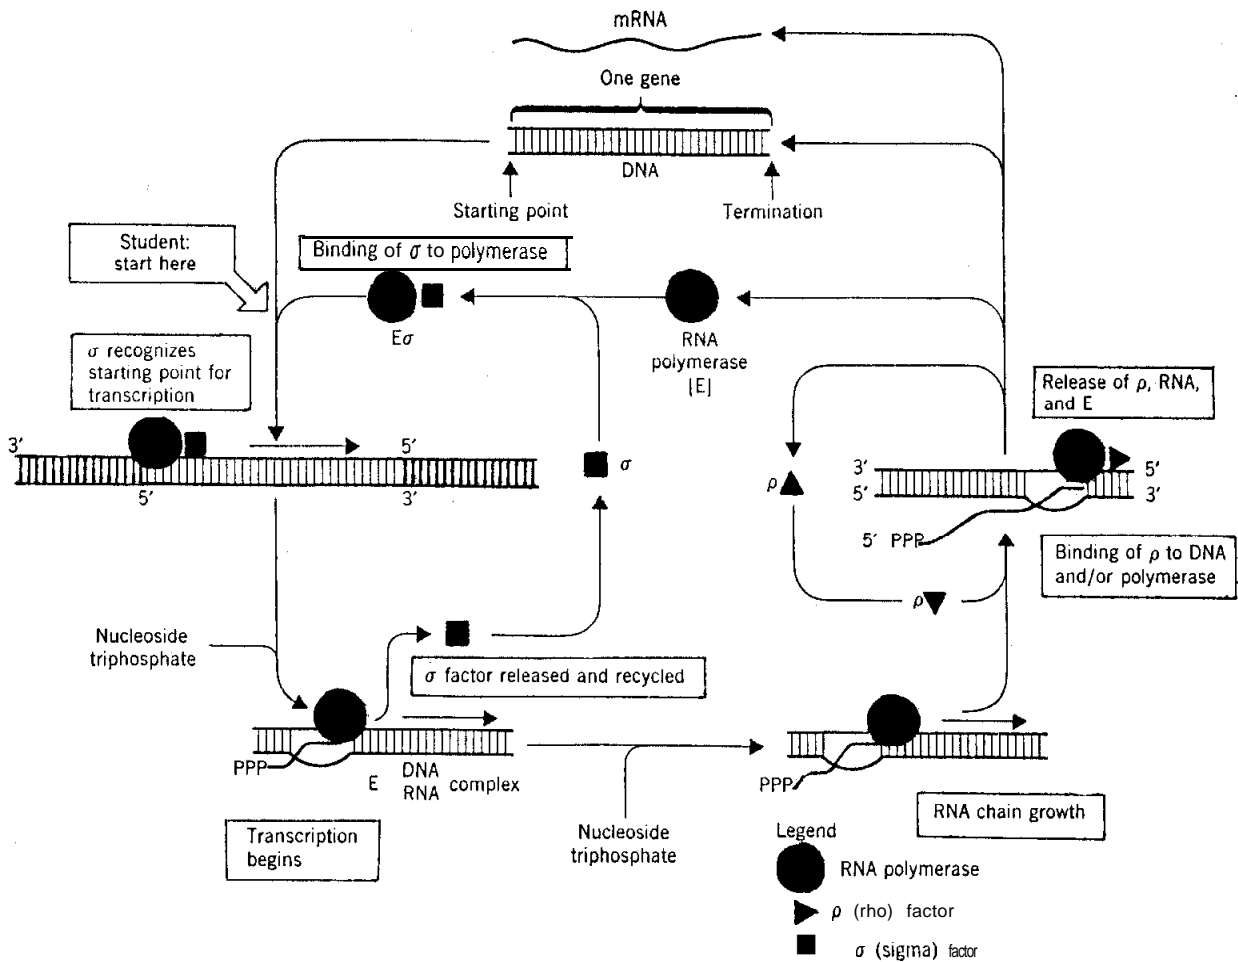 mRNA
One gene
DNA
Starting point
Termination
Student:
start here
Binding of σ to polymerase
Eσ
RNA
polymerase
[E]
σ recognizes
starting point for
transcription
3′
5′
5′
3′
σ
Release of ρ, RNA,
and E
ρ
3′
5′
5′
3′
5′ PPP
Binding of ρ to DNA
and/or polymerase
ρ
Nucleoside
triphosphate
σ factor released and recycled
PPP
E
DNA
RNA
complex
PPP
Transcription
begins
Nucleoside
triphosphate
RNA chain growth
Legend
RNA polymerase
ρ (rho) factor
σ (sigma) factor